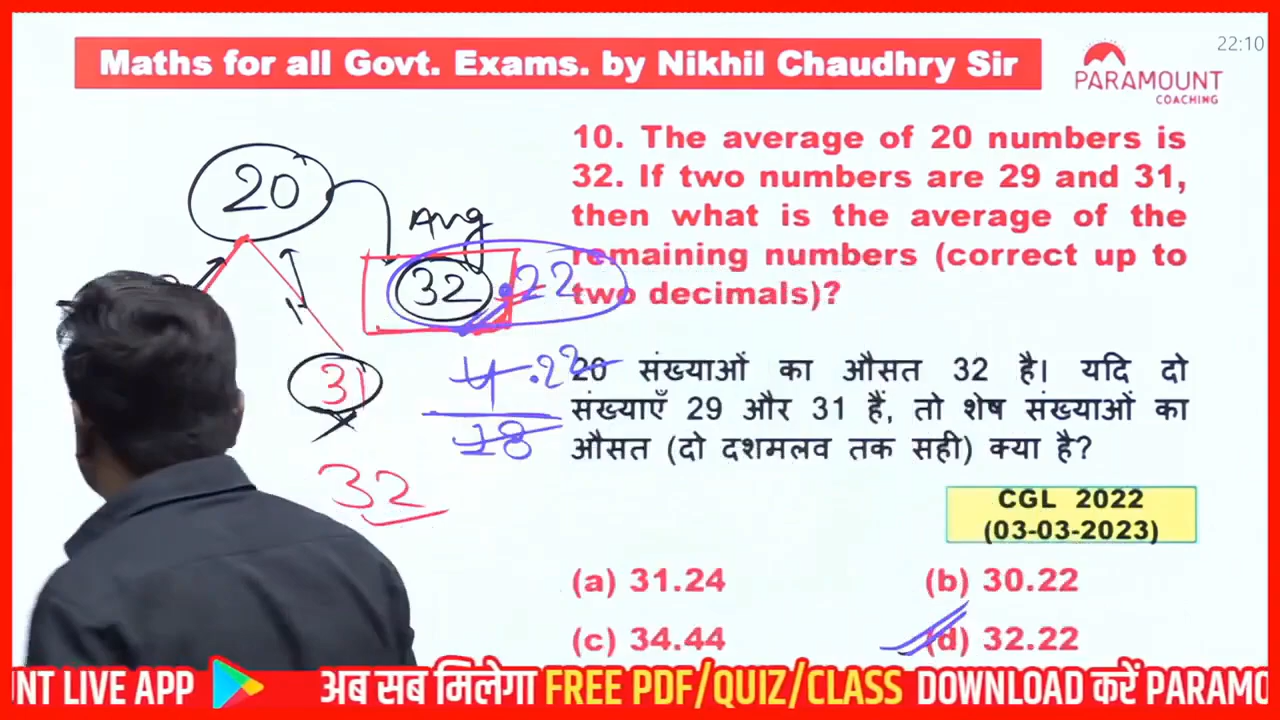 22:10
Maths for all Govt. Exams. by Nikhil Chaudhry Sir
PARAMOUNT
COACHING
10. The average of 20 numbers is
32. If two numbers are 29 and 31,
then what is the average of the
remaining numbers (correct up to
two decimals)?
20 संख्याओं का औसत 32 है। यदि दो
संख्याएँ 29 और 31 हैं, तो शेष संख्याओं का
औसत (दो दशमलव तक सही) क्या है?
CGL 2022
(03-03-2023)
(a) 31.24
(b) 30.22
(c) 34.44
(d) 32.22
20
Avg
32.22
31
4.22
18
32
NT LIVE APP
अब सब मिलेगा FREE PDF/QUIZ/CLASS DOWNLOAD करें PARAMO